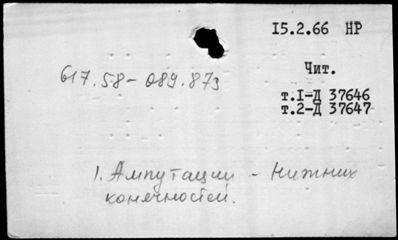 15.2.66 НР
617.58-089.873
Чит.
т.1-Д 37646
т.2-Д 37647
1. Ампутации - нижних
конечностей.